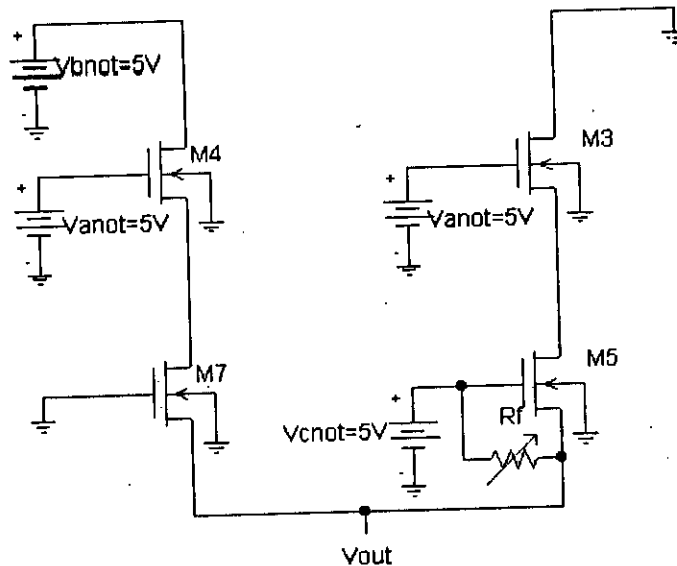 +
Vbnot=5V
-
M4
+
Vanot=5V
-
M7
M3
+
Vanot=5V
-
M5
+
Vcnot=5V
-
Rf
Vout